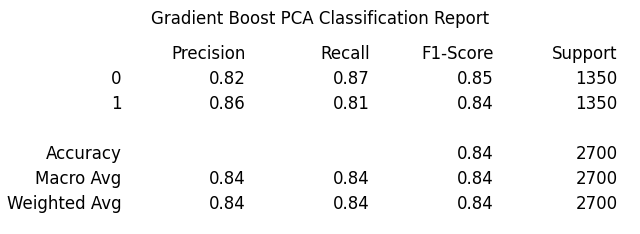 Gradient Boost PCA Classification Report
Precision Recall F1-Score Support
0 0.82 0.87 0.85 1350
1 0.86 0.81 0.84 1350
Accuracy 0.84 2700
Macro Avg 0.84 0.84 0.84 2700
Weighted Avg 0.84 0.84 0.84 2700